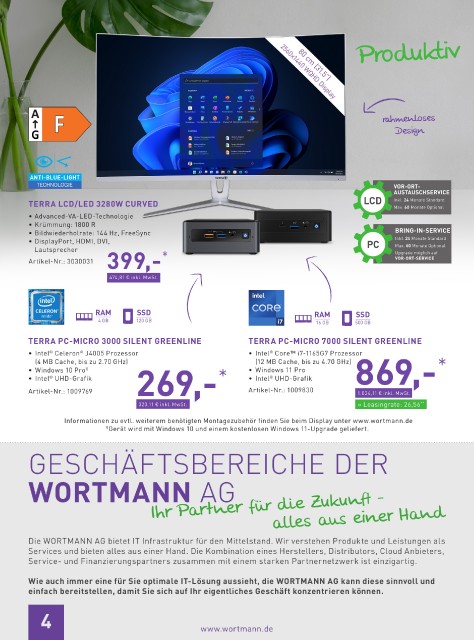 80 cm (31.5")
2560x1440 WQHD Display
Produktiv
rahmenloses
Design
A
G
F
ANTI-BLUE-LIGHT
TECHNOLOGIE
TERRA LCD/LED 3280W CURVED
• Advanced-VA-LED-Technologie
• Krümmung: 1800 R
• Bildwiederholrate: 144 Hz, FreeSync
• DisplayPort, HDMI, DVI,
Lautsprecher
Artikel-Nr.: 3030031
399,-*
LCD
VOR-ORT-
AUSTAUSCHSERVICE
Inkl. 24 Monate Standard
Max. 60 Monate Optional
PC
BRING-IN-SERVICE
Inkl. 24 Monate Standard
Max. 60 Monate Optional
Upgrade möglich auf
VOR-ORT-SERVICE
intel
CELERON
RAM
4 GB
SSD
120 GB
intel
CORE
i7
RAM
16 GB
SSD
500 GB
TERRA PC-MICRO 3000 SILENT GREENLINE
• Intel® Celeron® J4005 Prozessor
(4 MB Cache, bis zu 2.70 GHz)
• Windows 10 Pro⁵
• Intel® UHD-Grafik
Artikel-Nr.: 1009769
269,-*
320,11 € inkl. MwSt.
TERRA PC-MICRO 7000 SILENT GREENLINE
• Intel® Core™ i7-1165G7 Prozessor
(12 MB Cache, bis zu 4.70 GHz)
• Windows 11 Pro
• Intel® UHD-Grafik
Artikel-Nr.: 1009830
869,-*
1.034,11 € inkl. MwSt.
» Leasingrate: 26,56**
Informationen zu evtl. weiterem benötigten Montagezubehör finden Sie beim Display unter www.wortmann.de
⁵Gerät wird mit Windows 10 und einem kostenlosen Windows 11-Upgrade geliefert.
GESCHÄFTSBEREICHE DER
WORTMANN AG
Ihr Partner für die Zukunft -
alles aus einer Hand
Die WORTMANN AG bietet IT Infrastruktur für den Mittelstand. Wir verstehen Produkte und Leistungen als
Services und bieten alles aus einer Hand. Die Kombination eines Herstellers, Distributors, Cloud Anbieters,
Service- und Finanzierungspartners zusammen mit einem starken Partnernetzwerk ist einzigartig.
Wie auch immer eine für Sie optimale IT-Lösung aussieht, die WORTMANN AG kann diese sinnvoll und
einfach bereitstellen, damit Sie sich auf Ihr eigentliches Geschäft konzentrieren können.
4
www.wortmann.de